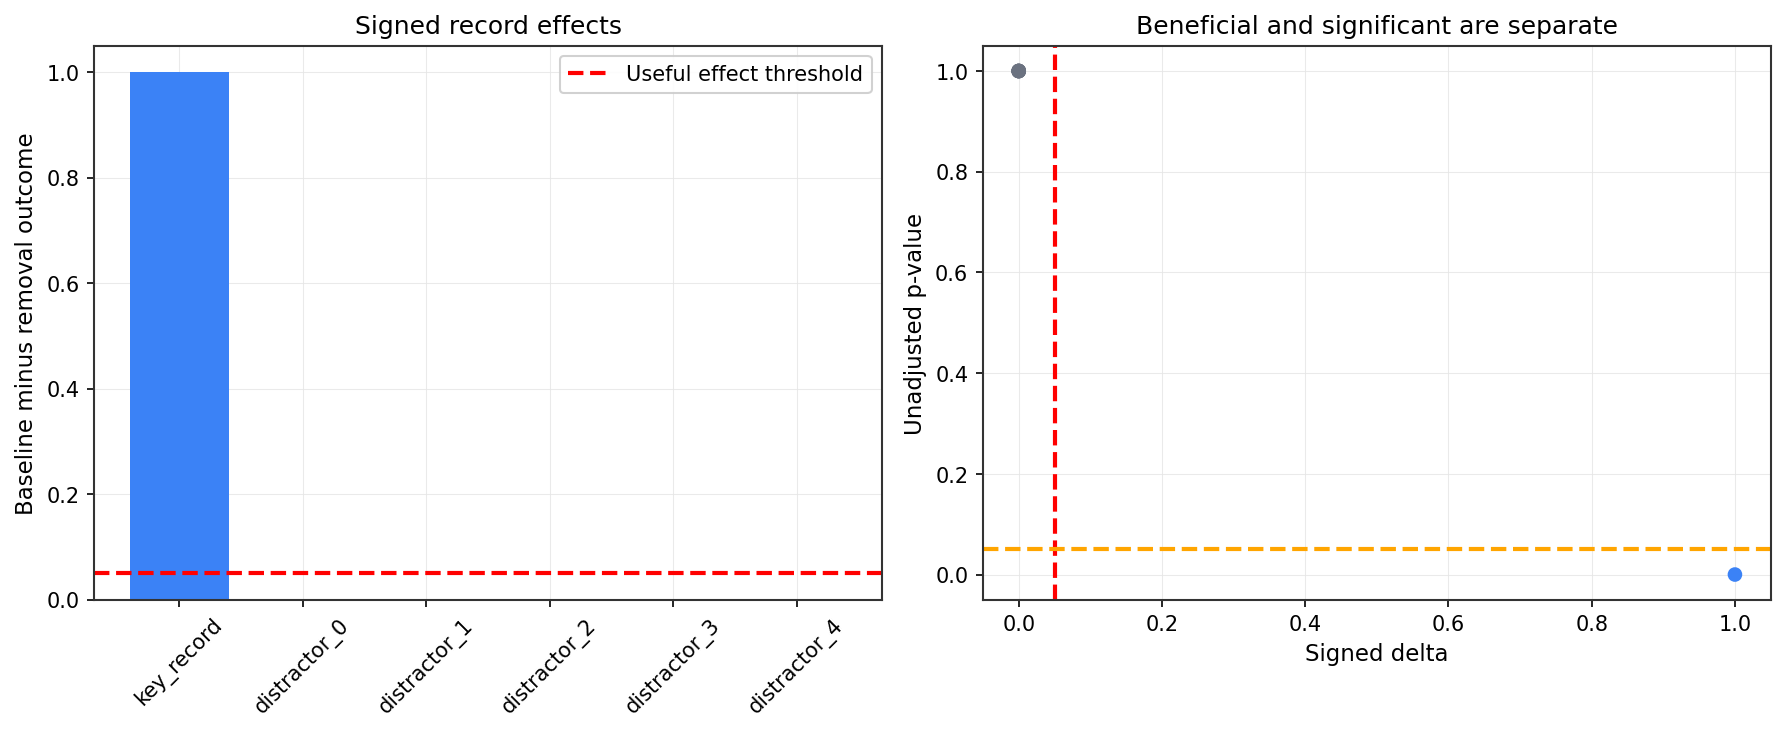 Signed record effects
Baseline minus removal outcome
1.0
0.8
0.6
0.4
0.2
0.0
Useful effect threshold
key_record
distractor_0
distractor_1
distractor_2
distractor_3
distractor_4
Beneficial and significant are separate
Unadjusted p-value
1.0
0.8
0.6
0.4
0.2
0.0
0.0
0.2
0.4
0.6
0.8
1.0
Signed delta